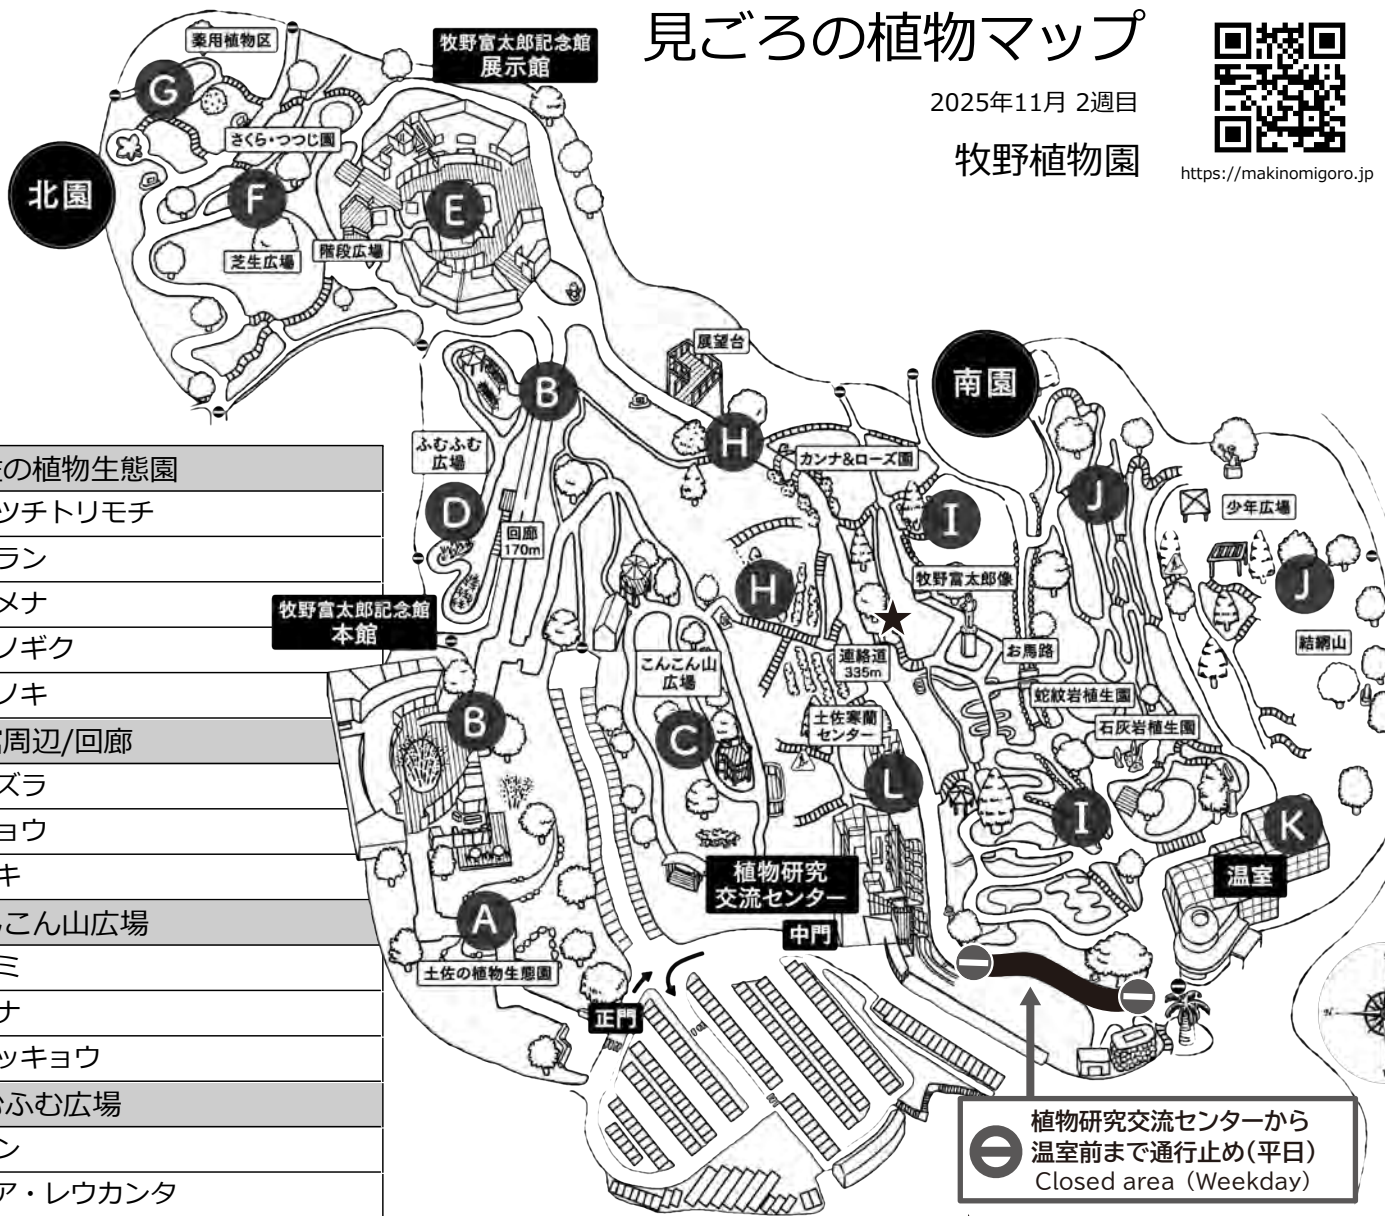 見ごろの植物マップ
2025年11月 2週目
牧野植物園
https://makinomigoro.jp
薬用植物区
牧野富太郎記念館
展示館
G
さくら・つつじ園
北園
F
E
芝生広場
階段広場
展望台
南園
B
H
ふむふむ
広場
カンナ&ローズ園
D
I
J
少年広場
回廊
170m
H
牧野富太郎像
J
牧野富太郎記念館
本館
こんこん山
広場
連絡道
335m
お馬路
結網山
蛇紋岩植生園
B
C
土佐寒蘭
センター
石灰岩植生園
L
I
K
植物研究
交流センター
温室
A
中門
土佐の植物生態園
正門
植物研究交流センターから
温室前まで通行止め(平日)
Closed area (Weekday)
の植物生態園
ツチトリモチ
ラン
メナ
ノギク
ノキ
周辺/回廊
ズラ
ョウ
キ
こん山広場
ミ
ナ
ッキョウ
ふむ広場
ン
ア・レウカンタ
N